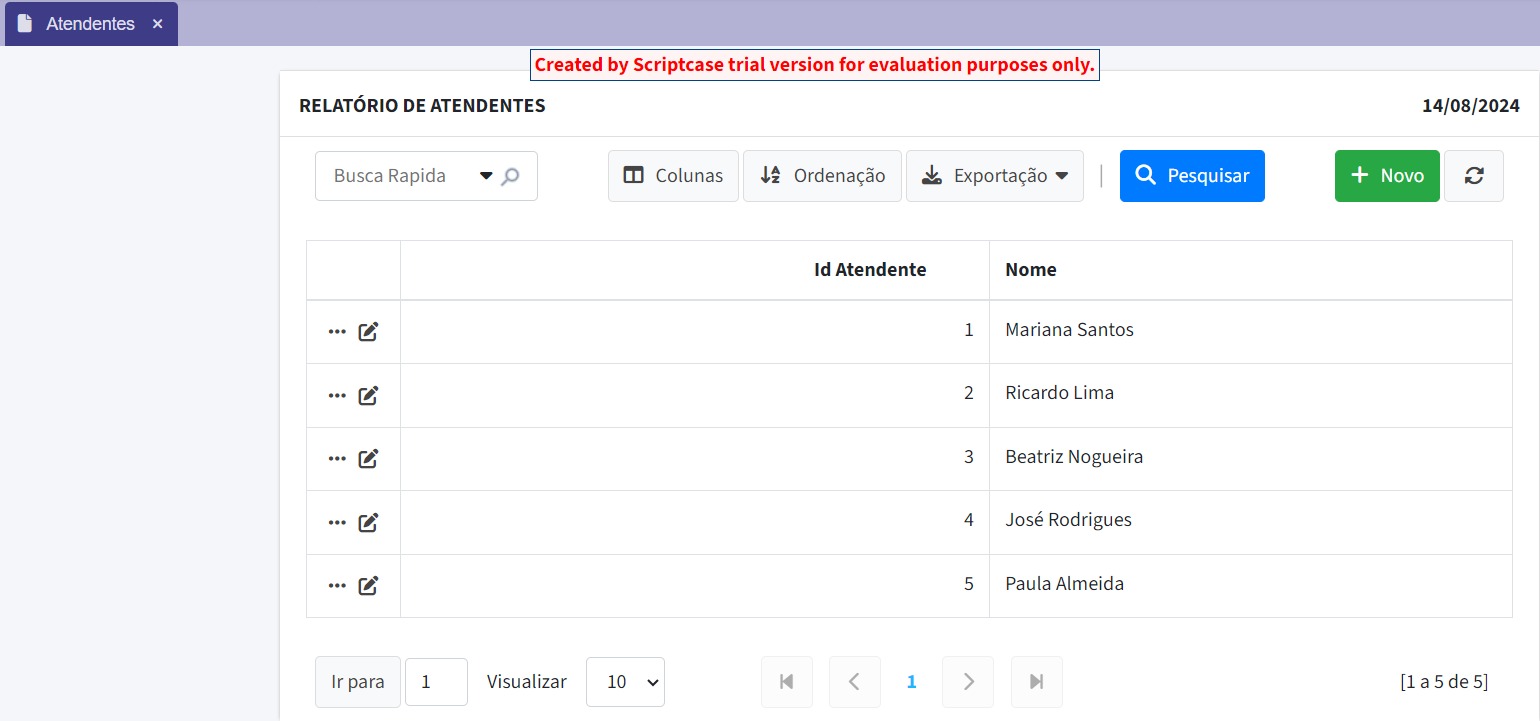 Atendentes ×
Created by Scriptcase trial version for evaluation purposes only.
RELATÓRIO DE ATENDENTES 14/08/2024
Busca Rapida Colunas Ordenação Exportação | Pesquisar + Novo
Id Atendente Nome
1 Mariana Santos
2 Ricardo Lima
3 Beatriz Nogueira
4 José Rodrigues
5 Paula Almeida
Ir para 1 Visualizar 10 1 [1 a 5 de 5]